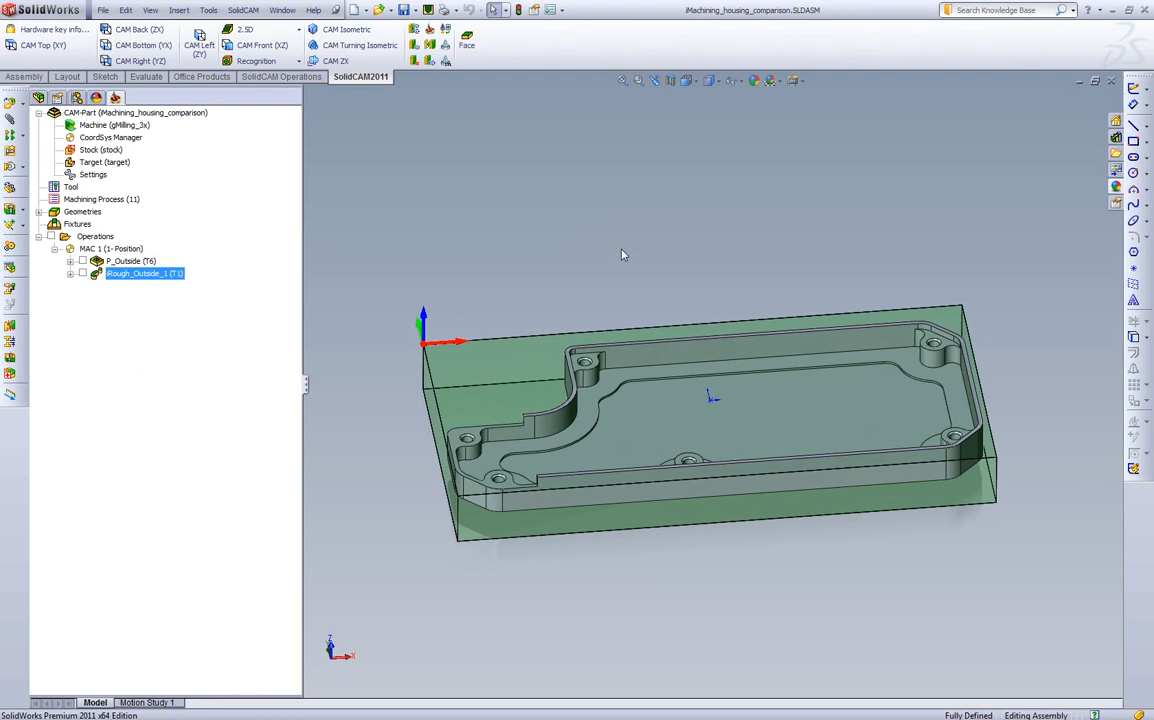 SolidWorks
File Edit View Insert Tools SolidCAM Window Help
iMachining_housing_comparison.SLDASM
Search Knowledge Base
Hardware key info...
CAM Back (ZX)
2.5D
CAM Isometric
CAM Top (XY)
CAM Bottom (YX)
CAM Left (ZY)
CAM Front (XZ)
CAM Turning Isometric
Face
CAM Right (YZ)
Recognition
CAM ZX
Assembly Layout Sketch Evaluate Office Products SolidCAM Operations SolidCAM2011
CAM-Part (iMachining_housing_comparison)
Machine (gMilling_3x)
CoordSys Manager
Stock (stock)
Target (target)
Settings
Tool
Machining Process (11)
Geometries
Fixtures
Operations
MAC 1 (1- Position)
P_Outside (T6)
iRough_Outside_1 (T1)
Z
X
Model Motion Study 1
SolidWorks Premium 2011 x64 Edition
Fully Defined
Editing Assembly